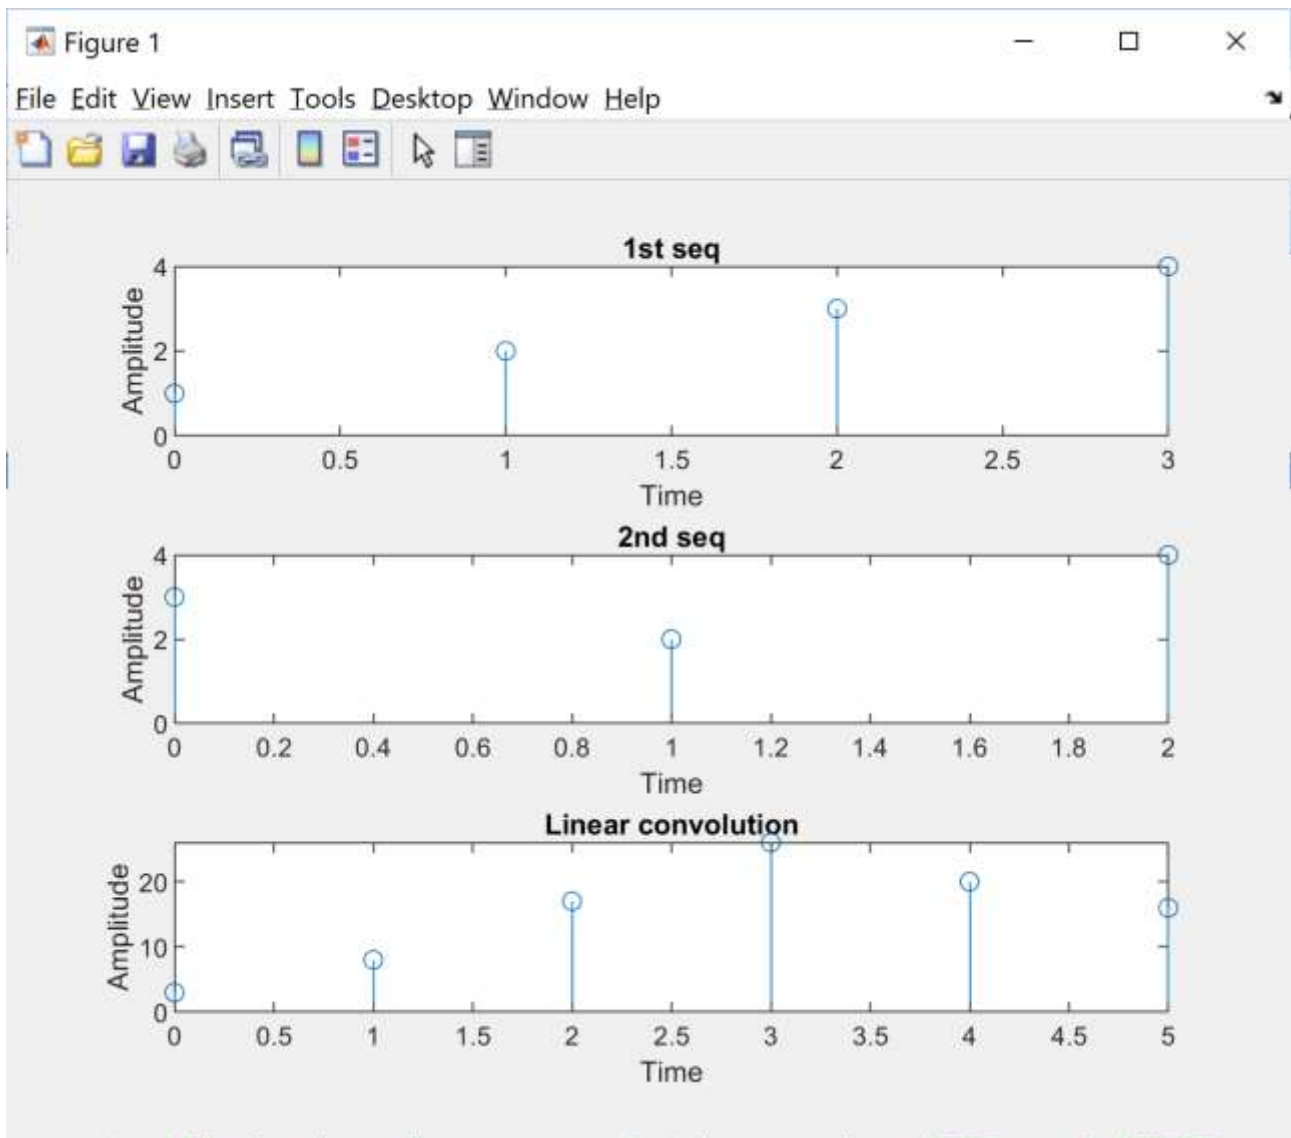 Figure 1
File Edit View Insert Tools Desktop Window Help
1st seq
Amplitude
4
2
0
0 0.5 1 1.5 2 2.5 3
Time
2nd seq
Amplitude
4
2
0
0 0.2 0.4 0.6 0.8 1 1.2 1.4 1.6 1.8 2
Time
Linear convolution
Amplitude
20
10
0
0 0.5 1 1.5 2 2.5 3 3.5 4 4.5 5
Time